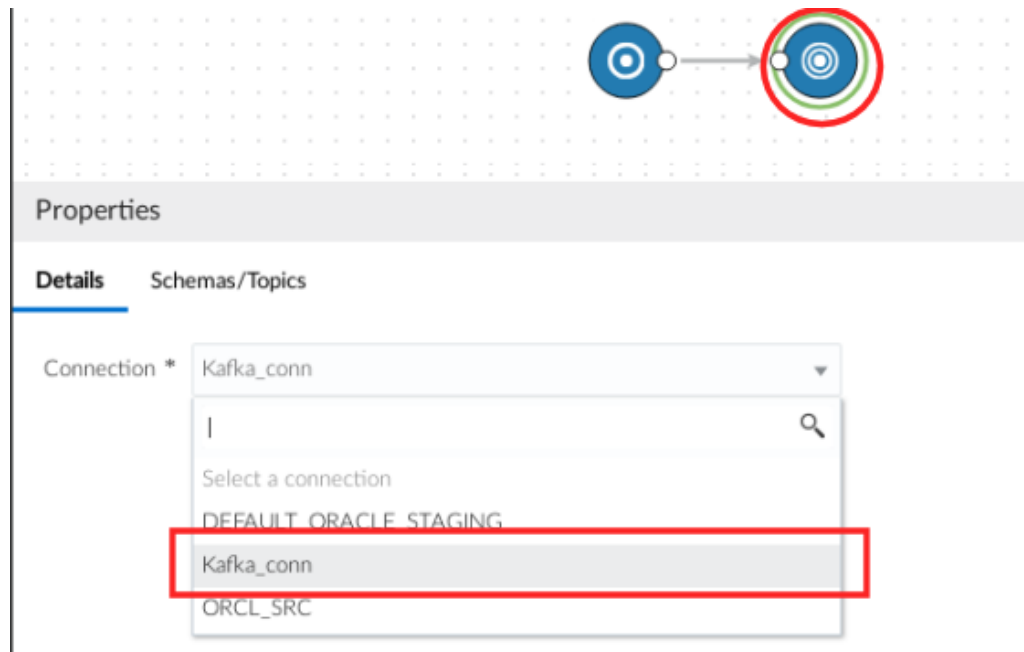 Properties
Details Schemas/Topics
Connection * Kafka_conn
Select a connection
DEFAULT_ORACLE_STAGING
Kafka_conn
ORCL_SRC